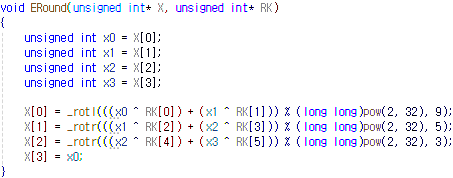 void ERound(unsigned int* X, unsigned int* RK)
{
unsigned int x0 = X[0];
unsigned int x1 = X[1];
unsigned int x2 = X[2];
unsigned int x3 = X[3];
X[0] = _rotl(((x0 ^ RK[0]) + (x1 ^ RK[1])) % (long long)pow(2, 32), 9);
X[1] = _rotr(((x1 ^ RK[2]) + (x2 ^ RK[3])) % (long long)pow(2, 32), 5);
X[2] = _rotr(((x2 ^ RK[4]) + (x3 ^ RK[5])) % (long long)pow(2, 32), 3);
X[3] = x0;
}